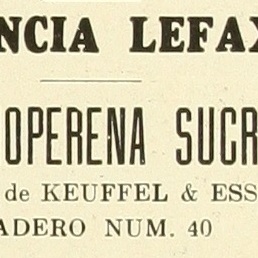 NCIA LEFAX
OPERENA SUCR
de KEUFFEL & ESS
ADERO NUM. 40